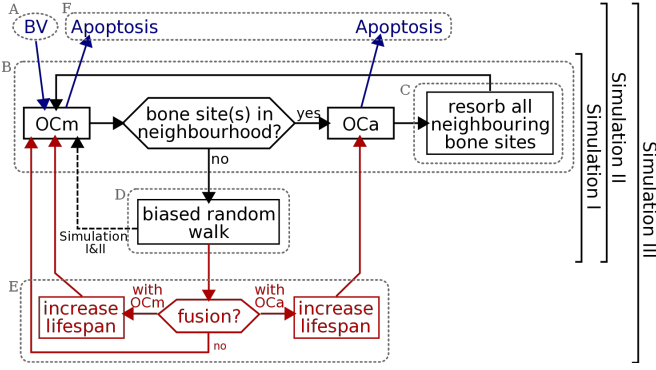 A
F
BV
Apoptosis
Apoptosis
B
C
OCm
bone site(s) in
neighbourhood?
yes
OCa
resorb all
neighbouring
bone sites
no
D
biased random
walk
Simulation
I&II
E
increase
lifespan
with
OCm
fusion?
with
OCa
increase
lifespan
no
Simulation I
Simulation II
Simulation III